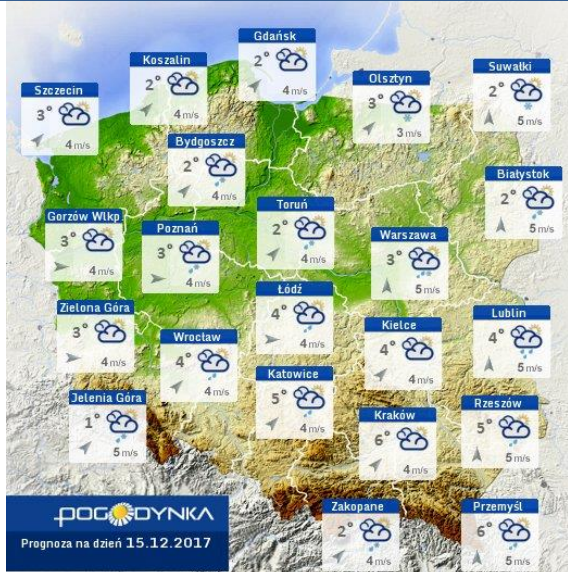 Gdańsk
2°
4 m/s
Koszalin
2°
4 m/s
Szczecin
3°
4 m/s
Olsztyn
3°
3 m/s
Suwałki
2°
5 m/s
Bydgoszcz
2°
4 m/s
Białystok
2°
5 m/s
Gorzów Wlkp
3°
4 m/s
Poznań
3°
4 m/s
Toruń
2°
4 m/s
Warszawa
3°
5 m/s
Zielona Góra
3°
4 m/s
Wrocław
4°
4 m/s
Łódź
4°
4 m/s
Kielce
4°
4 m/s
Lublin
4°
5 m/s
Jelenia Góra
1°
5 m/s
Katowice
5°
4 m/s
Kraków
6°
4 m/s
Rzeszów
5°
5 m/s
Zakopane
2°
4 m/s
Przemyśl
6°
5 m/s
POGODYNKA
Prognoza na dzień 15.12.2017